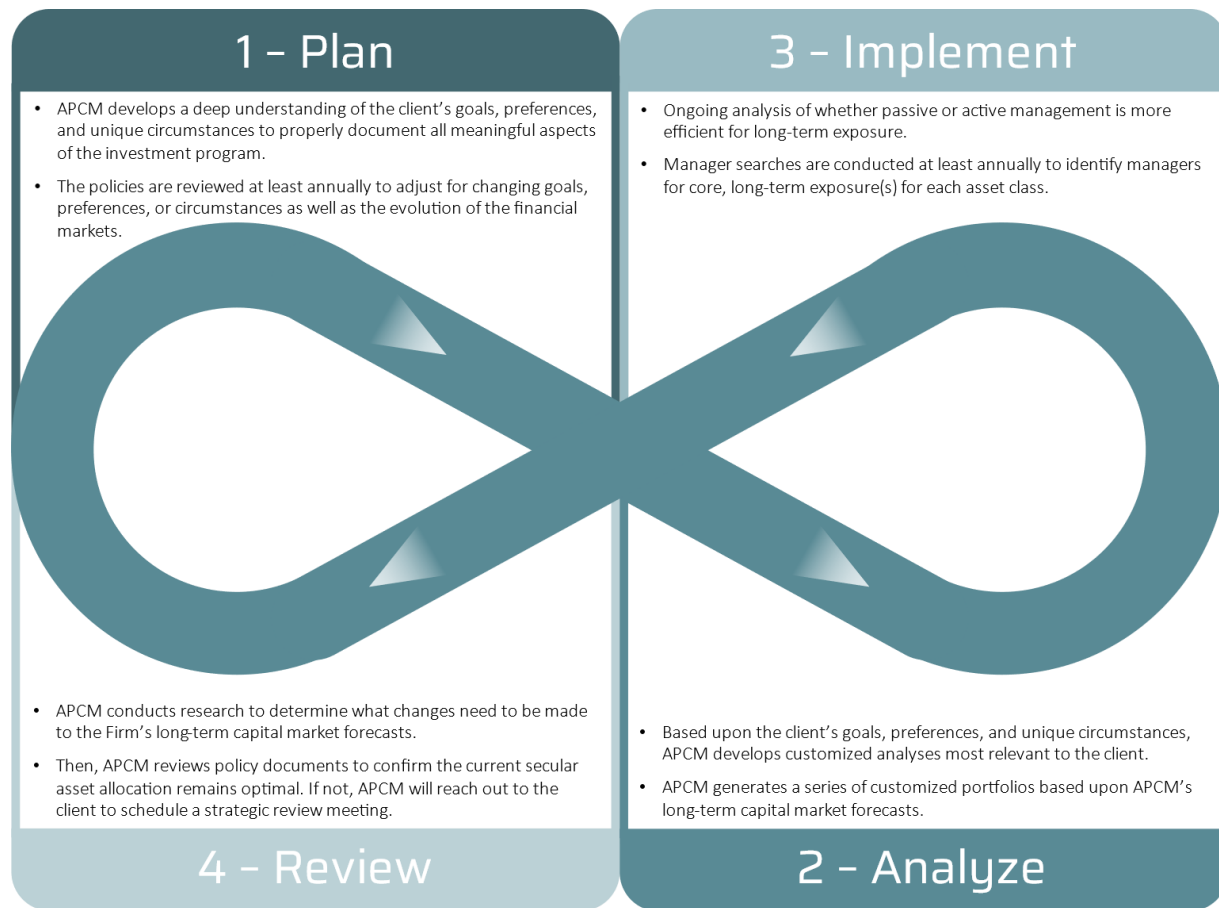 1 – Plan
• APCM develops a deep understanding of the client's goals, preferences,
and unique circumstances to properly document all meaningful aspects
of the investment program.
• The policies are reviewed at least annually to adjust for changing goals,
preferences, or circumstances as well as the evolution of the financial
markets.
3 – Implement
• Ongoing analysis of whether passive or active management is more
efficient for long-term exposure.
• Manager searches are conducted at least annually to identify managers
for core, long-term exposure(s) for each asset class.
• APCM conducts research to determine what changes need to be made
to the Firm's long-term capital market forecasts.
• Then, APCM reviews policy documents to confirm the current secular
asset allocation remains optimal. If not, APCM will reach out to the
client to schedule a strategic review meeting.
4 – Review
• Based upon the client's goals, preferences, and unique circumstances,
APCM develops customized analyses most relevant to the client.
• APCM generates a series of customized portfolios based upon APCM's
long-term capital market forecasts.
2 – Analyze